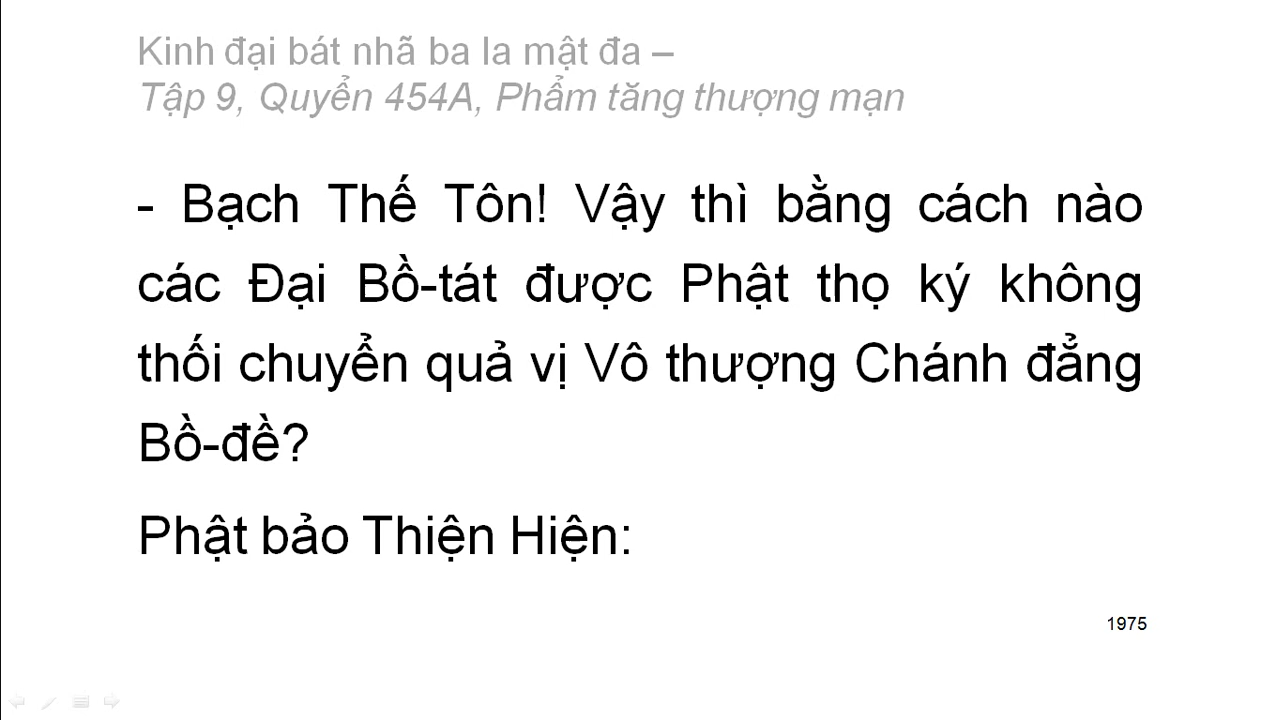 Kinh đại bát nhã ba la mật đa –
Tập 9, Quyển 454A, Phẩm tăng thượng mạn
- Bạch Thế Tôn! Vậy thì bằng cách nào
các Đại Bồ-tát được Phật thọ ký không
thối chuyển quả vị Vô thượng Chánh đẳng
Bồ-đề?
Phật bảo Thiện Hiện:
1975